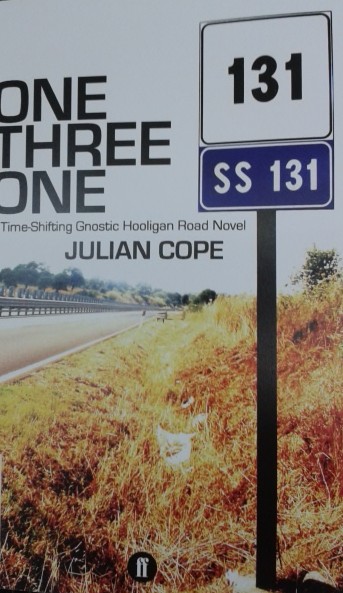 ONE
THREE
ONE
Time-Shifting Gnostic Hooligan Road Novel
JULIAN COPE
131
SS 131
ff